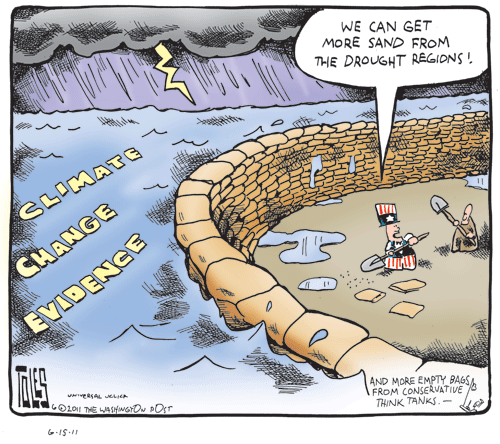 WE CAN GET
MORE SAND FROM
THE DROUGHT REGIONS!
CLIMATE
CHANGE
EVIDENCE
AND MORE EMPTY BAGS
FROM CONSERVATIVE
THINK TANKS.—
TOLES
UNIVERSAL UCLICK
©2011 THE WASHINGTON POST
6-15-11